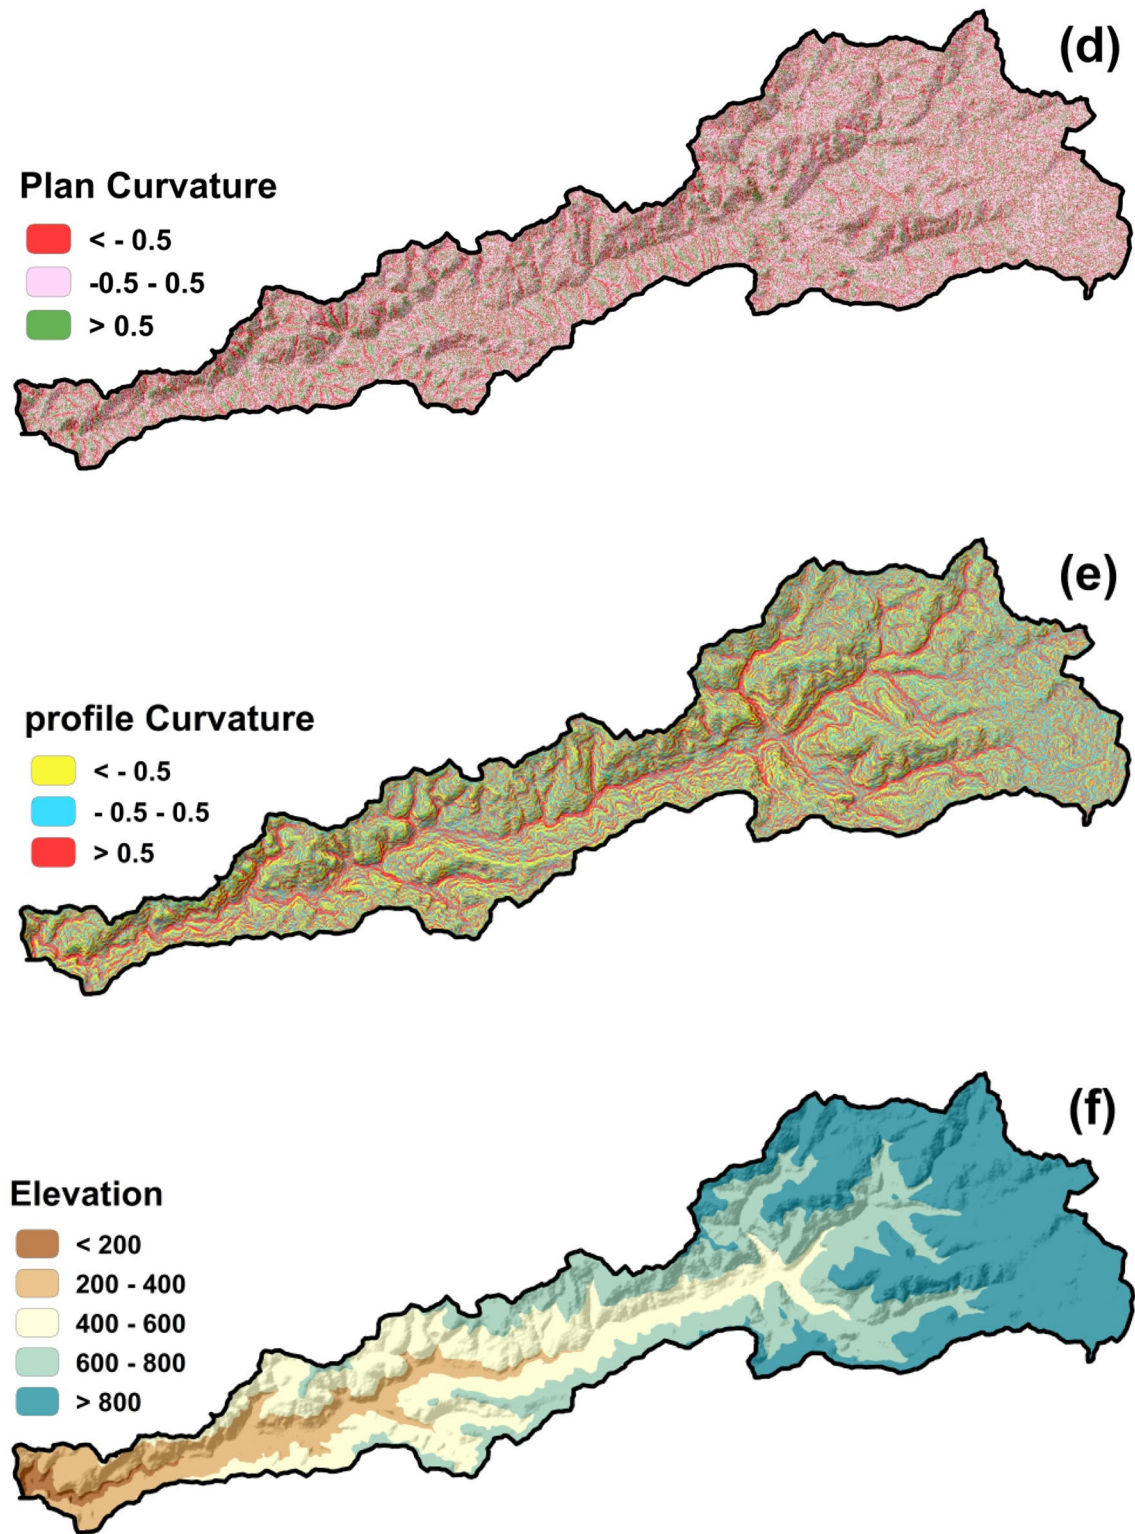 (d)
Plan Curvature
< - 0.5
-0.5 - 0.5
> 0.5
(e)
profile Curvature
< - 0.5
- 0.5 - 0.5
> 0.5
(f)
Elevation
< 200
200 - 400
400 - 600
600 - 800
> 800